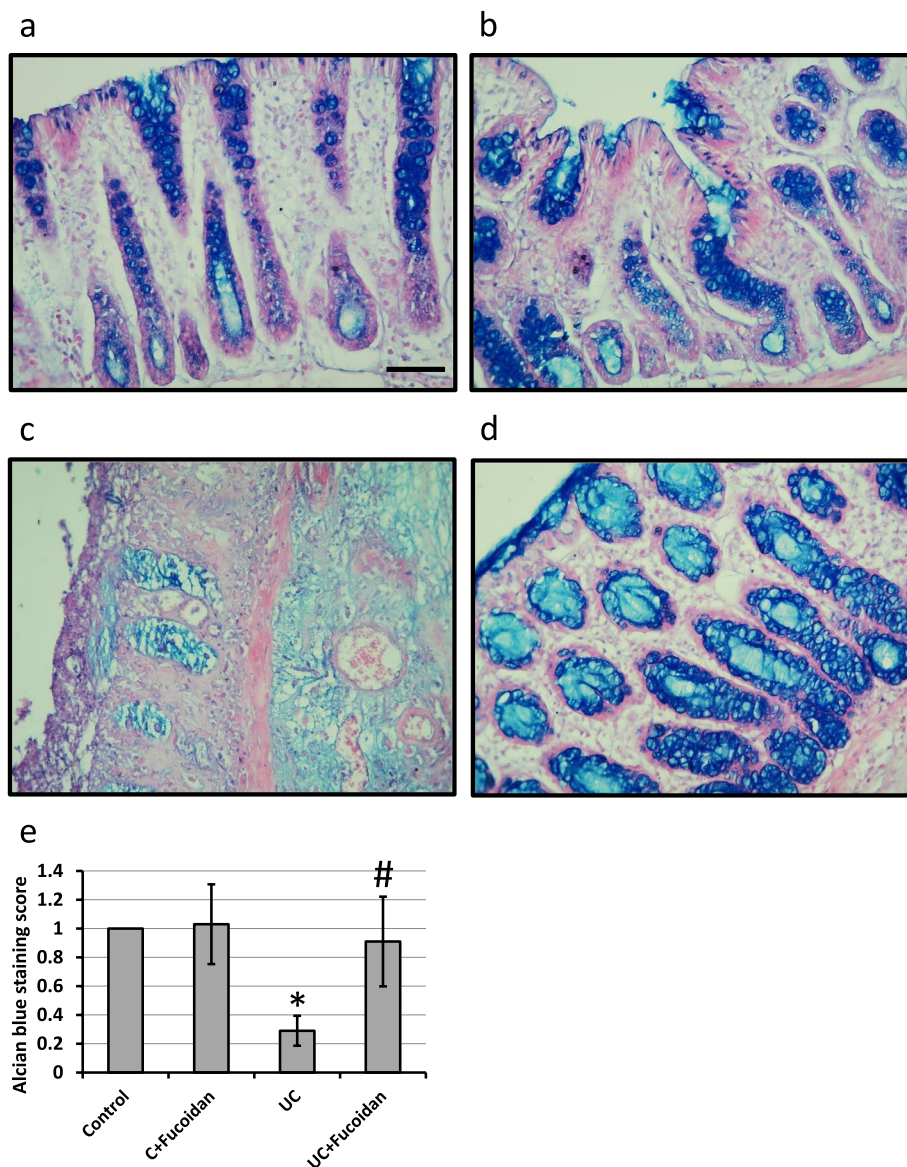 a
b
c
d
e
Alcian blue staining score
1.4
1.2
1
0.8
0.6
0.4
0.2
0
*
#
Control
C+Fucoidan
UC
UC+Fucoidan